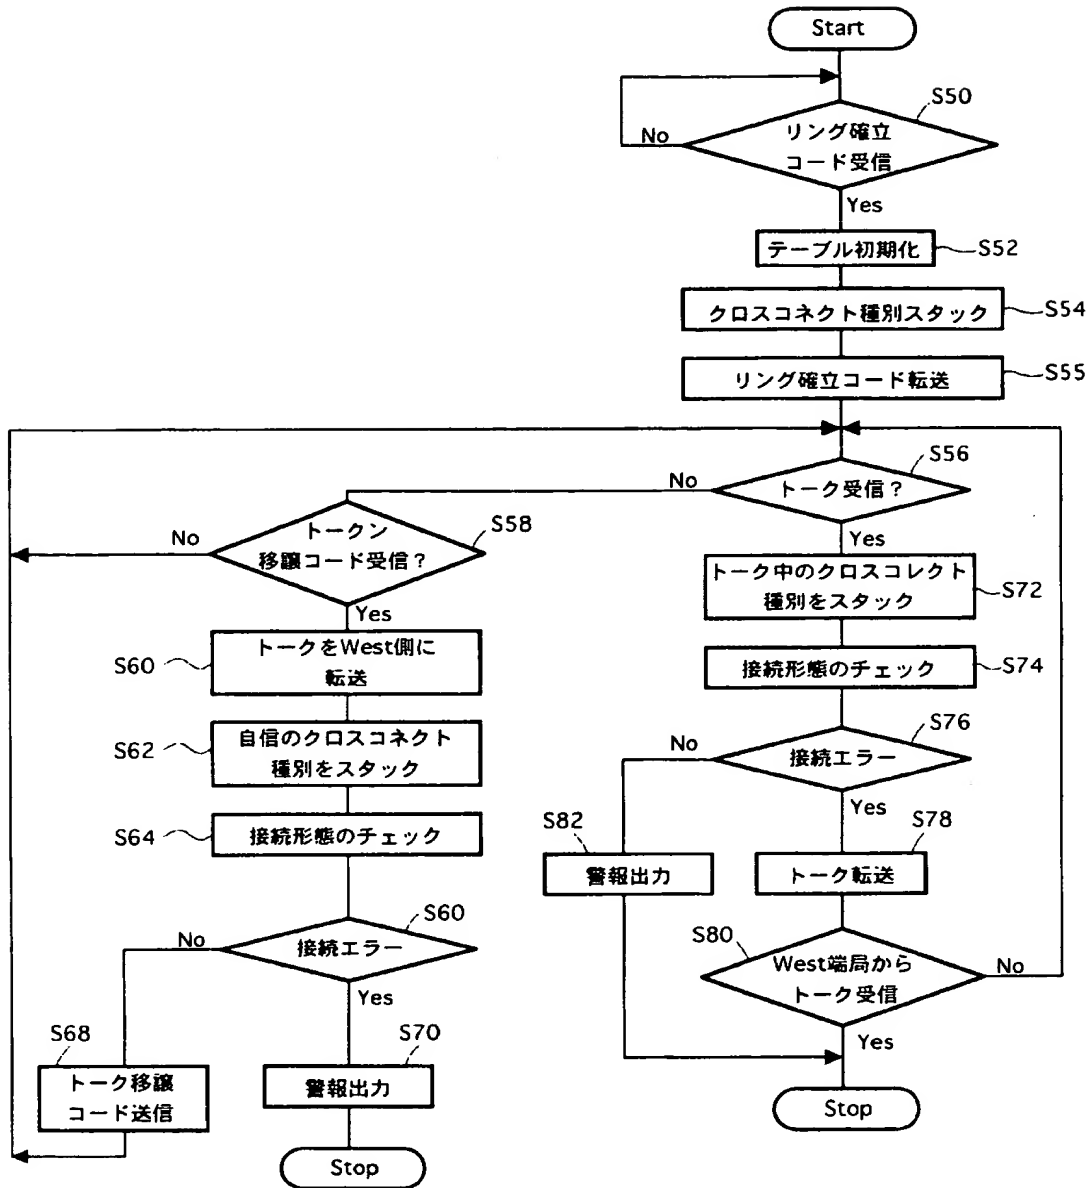 Start
S50
No
リング確立
コード受信
Yes
テーブル初期化
S52
クロスコネクト種別スタック
S54
リング確立コード転送
S55
S56
No
トーク受信？
Yes
S58
No
トークン
移譲コード受信？
Yes
トーク中のクロスコレクト
種別をスタック
S72
S60
トークをWest側に
転送
接続形態のチェック
S74
S62
自信のクロスコネクト
種別をスタック
S76
No
接続エラー
Yes
S64
接続形態のチェック
S82
警報出力
S78
トーク転送
S60
No
接続エラー
Yes
S80
West端局から
トーク受信
No
Yes
S68
トーク移譲
コード送信
S70
警報出力
Stop
Stop